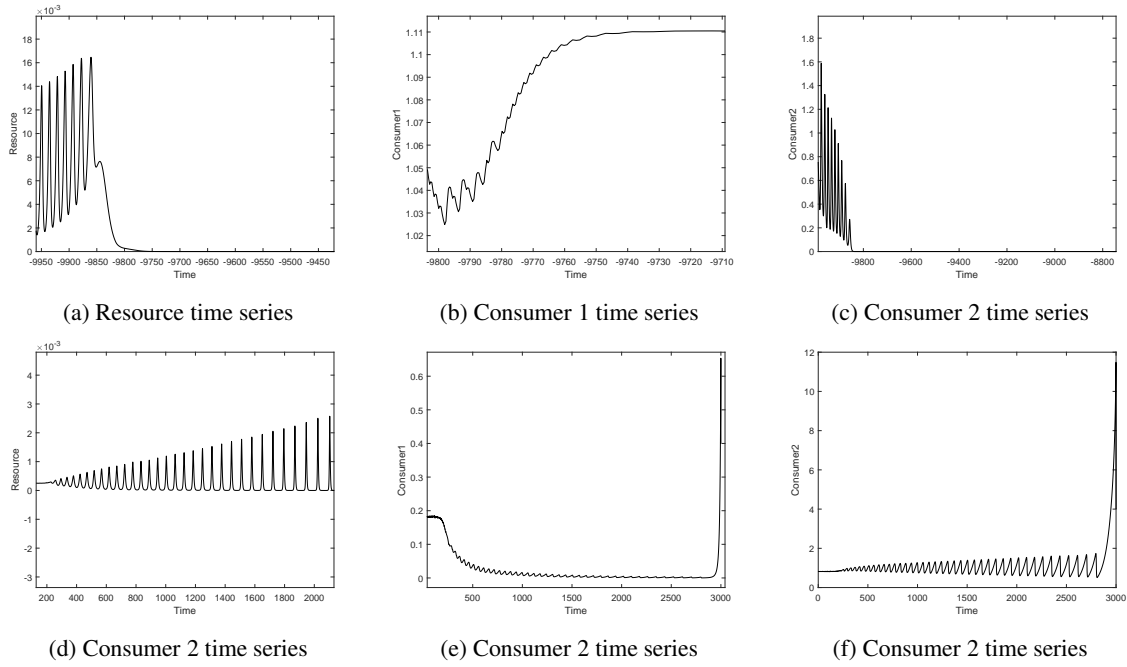 ×10⁻³
18
16
14
12
10
8
6
4
2
0
Resource
-9950 -9900 -9850 -9800 -9750 -9700 -9650 -9600 -9550 -9500 -9450
Time
(a) Resource time series
1.11
1.1
1.09
1.08
1.07
1.06
1.05
1.04
1.03
1.02
Consumer1
-9800 -9790 -9780 -9770 -9760 -9750 -9740 -9730 -9720 -9710
Time
(b) Consumer 1 time series
1.8
1.6
1.4
1.2
1
0.8
0.6
0.4
0.2
0
Consumer2
-9800 -9600 -9400 -9200 -9000 -8800
Time
(c) Consumer 2 time series
×10⁻³
4
3
2
1
0
-1
-2
-3
Resource
200 400 600 800 1000 1200 1400 1600 1800 2000
Time
(d) Consumer 2 time series
0.6
0.5
0.4
0.3
0.2
0.1
0
Consumer1
500 1000 1500 2000 2500 3000
Time
(e) Consumer 2 time series
12
10
8
6
4
2
0
Consumer2
0 500 1000 1500 2000 2500 3000
Time
(f) Consumer 2 time series